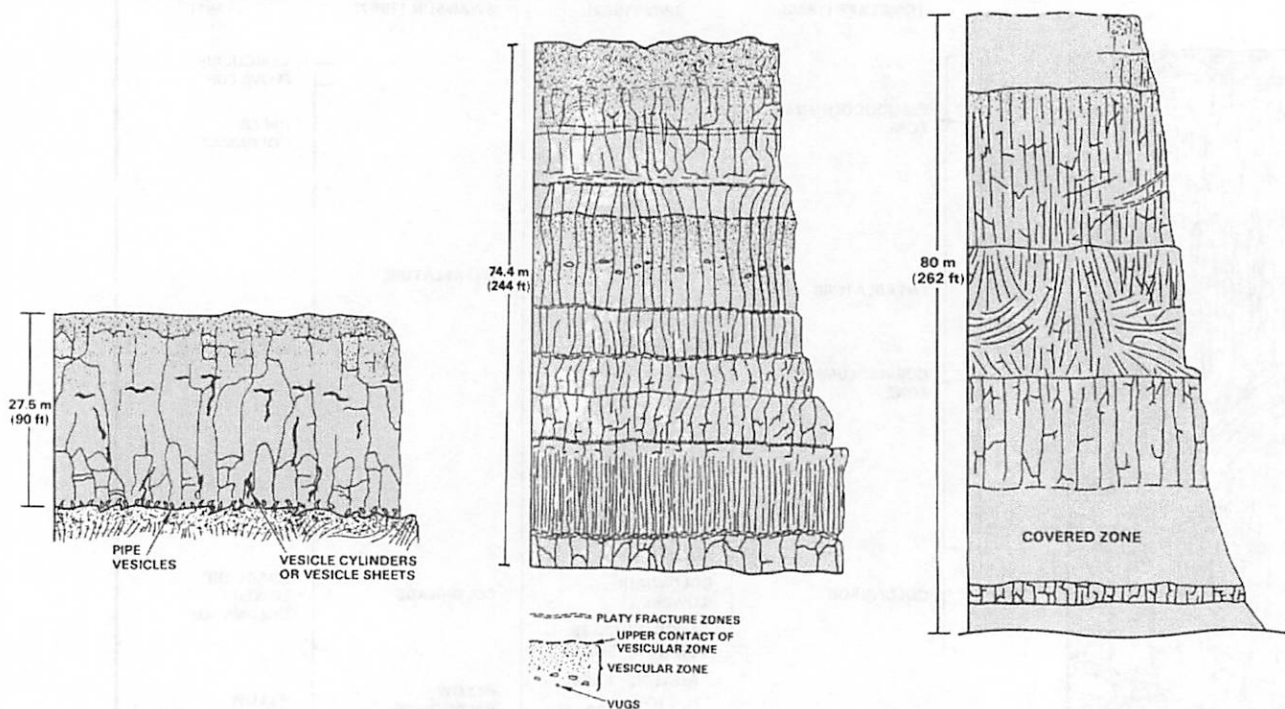 27.5 m
(90 ft)
PIPE
VESICLES
VESICLE CYLINDERS
OR VESICLE SHEETS
74.4 m
(244 ft)
PLATY FRACTURE ZONES
UPPER CONTACT OF
VESICULAR ZONE
VESICULAR ZONE
VUGS
80 m
(262 ft)
COVERED ZONE